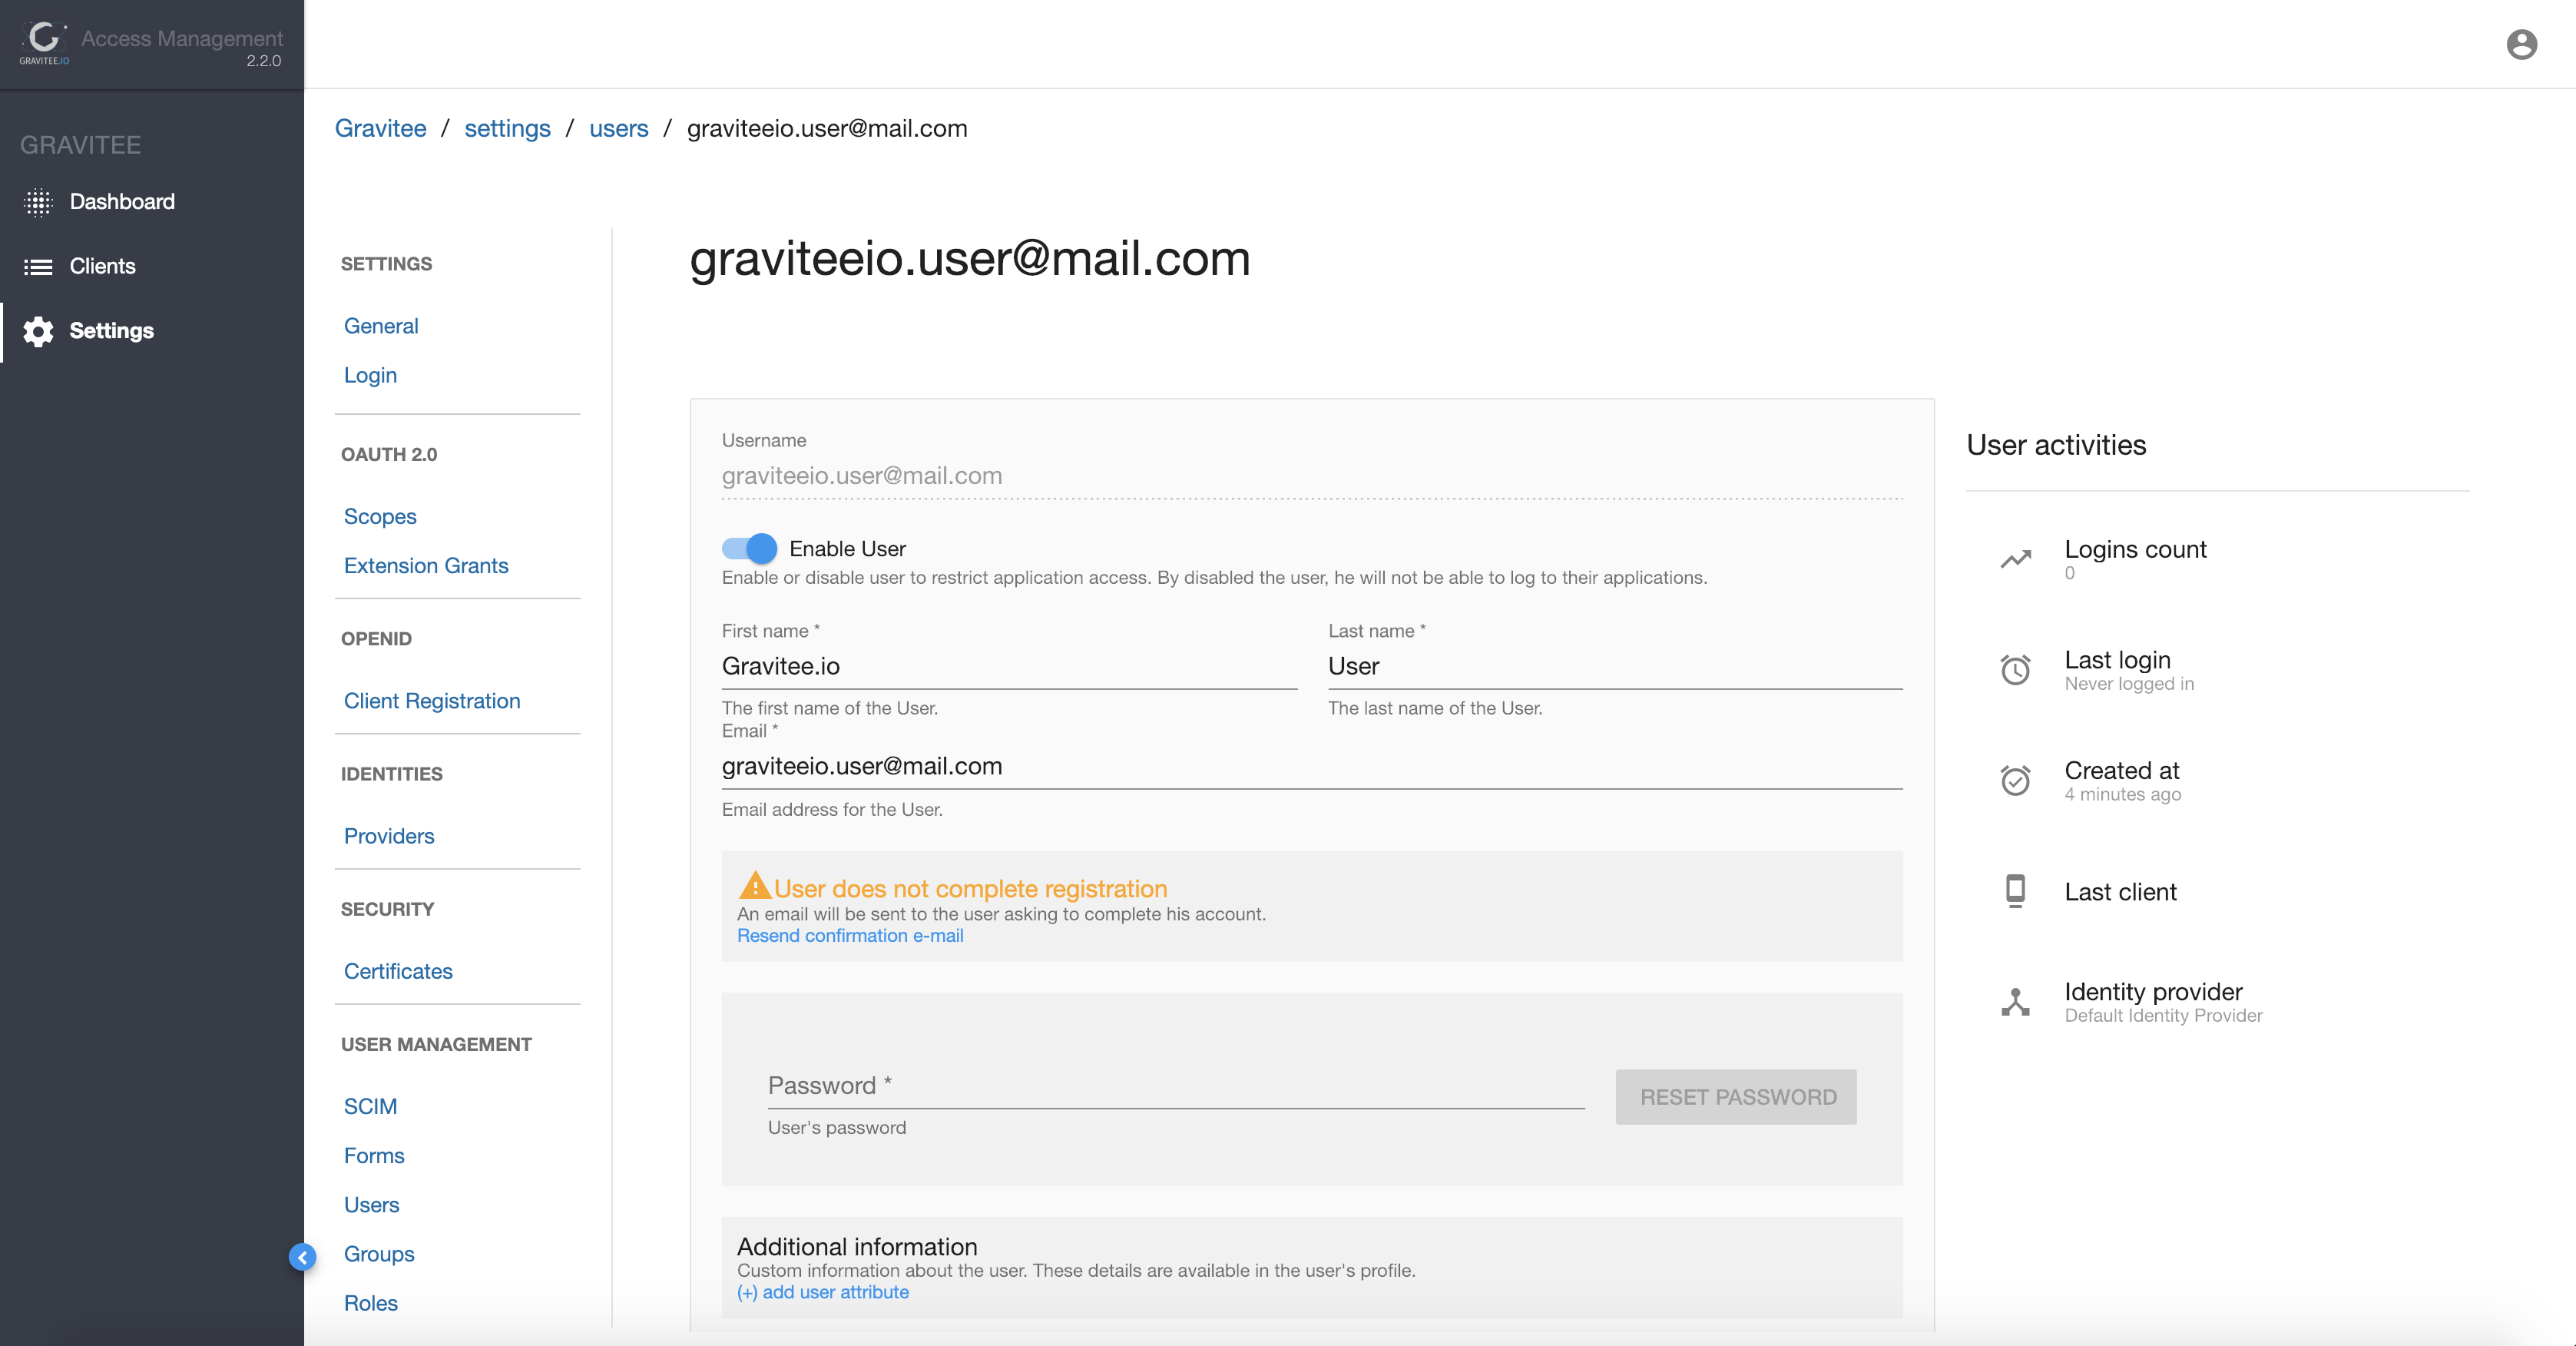 GRAVITEE.IO
Access Management
2.2.0
GRAVITEE
Dashboard
Clients
Settings
Gravitee / settings / users / graviteeio.user@mail.com
SETTINGS
General
Login
OAUTH 2.0
Scopes
Extension Grants
OPENID
Client Registration
IDENTITIES
Providers
SECURITY
Certificates
USER MANAGEMENT
SCIM
Forms
Users
Groups
Roles
graviteeio.user@mail.com
Username
graviteeio.user@mail.com
Enable User
Enable or disable user to restrict application access. By disabled the user, he will not be able to log to their applications.
First name *
Gravitee.io
The first name of the User.
Last name *
User
The last name of the User.
Email *
graviteeio.user@mail.com
Email address for the User.
User does not complete registration
An email will be sent to the user asking to complete his account.
Resend confirmation e-mail
Password *
User's password
RESET PASSWORD
Additional information
Custom information about the user. These details are available in the user's profile.
(+) add user attribute
User activities
Logins count
0
Last login
Never logged in
Created at
4 minutes ago
Last client
Identity provider
Default Identity Provider